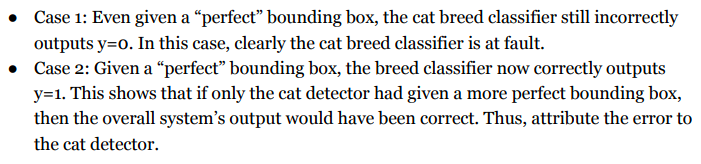 ● Case 1: Even given a “perfect” bounding box, the cat breed classifier still incorrectly
outputs y=0. In this case, clearly the cat breed classifier is at fault.
● Case 2: Given a “perfect” bounding box, the breed classifier now correctly outputs
y=1. This shows that if only the cat detector had given a more perfect bounding box,
then the overall system’s output would have been correct. Thus, attribute the error to
the cat detector.